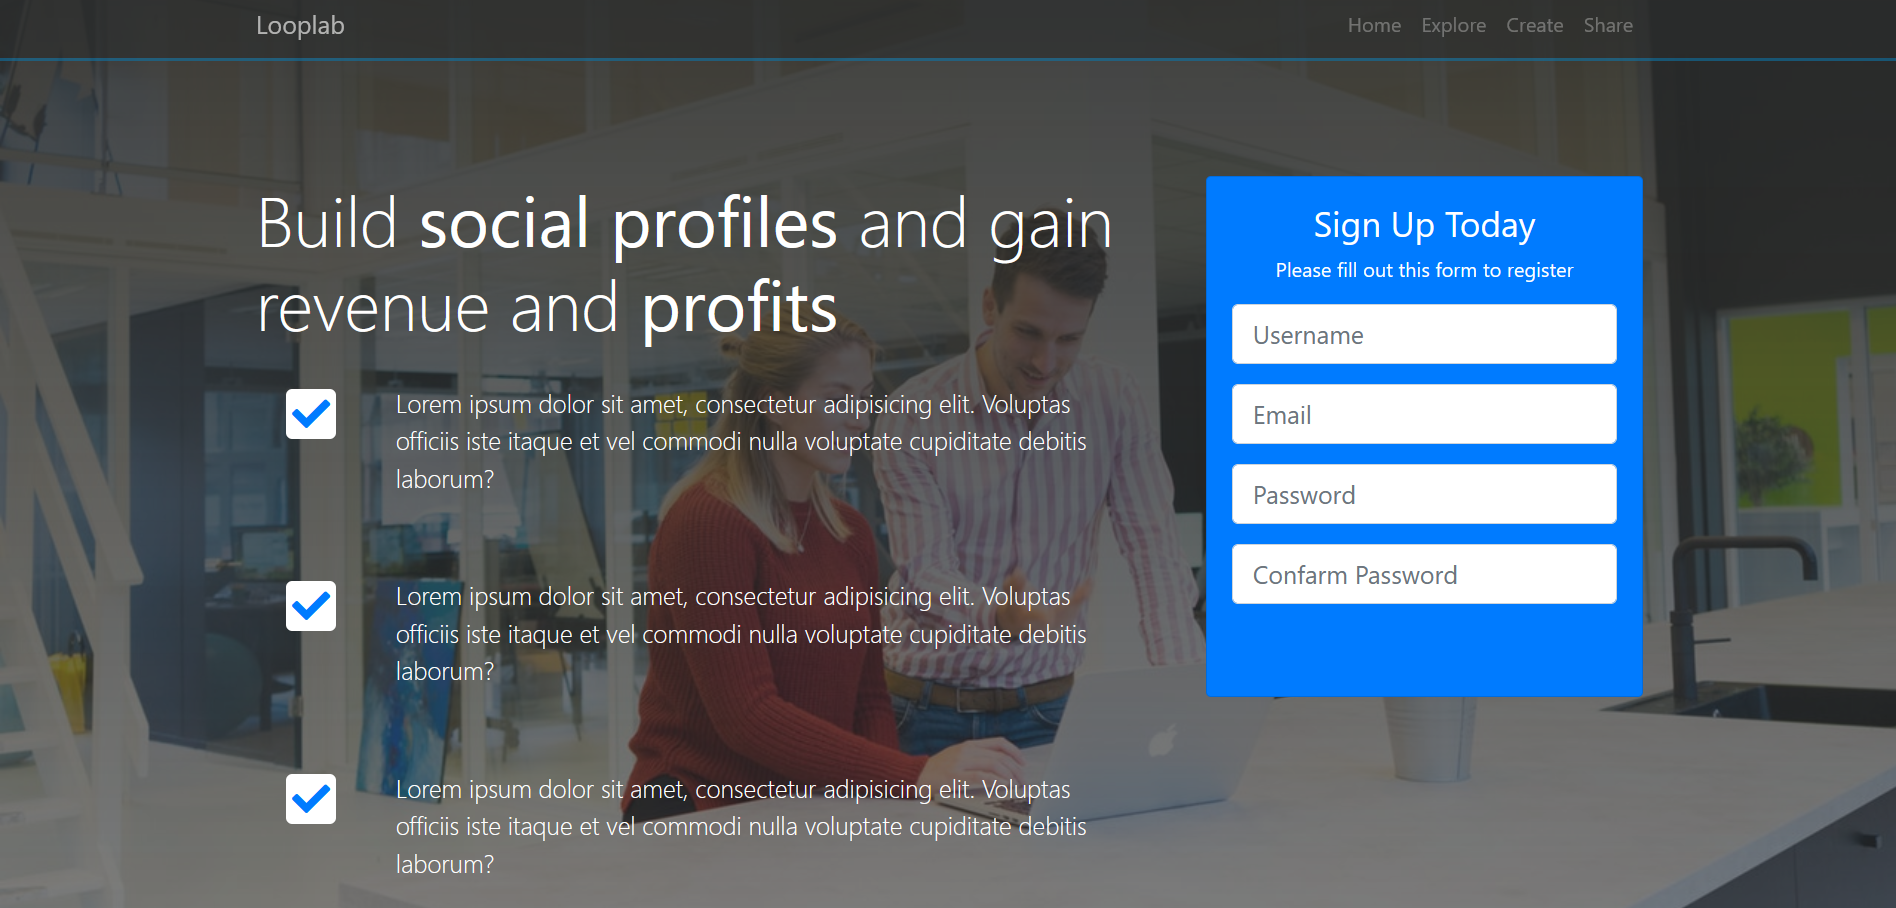 Looplab
Home Explore Create Share
Build social profiles and gain
revenue and profits
Lorem ipsum dolor sit amet, consectetur adipisicing elit. Voluptas
officiis iste itaque et vel commodi nulla voluptate cupiditate debitis
laborum?
Lorem ipsum dolor sit amet, consectetur adipisicing elit. Voluptas
officiis iste itaque et vel commodi nulla voluptate cupiditate debitis
laborum?
Lorem ipsum dolor sit amet, consectetur adipisicing elit. Voluptas
officiis iste itaque et vel commodi nulla voluptate cupiditate debitis
laborum?
Sign Up Today
Please fill out this form to register
Username
Email
Password
Confarm Password